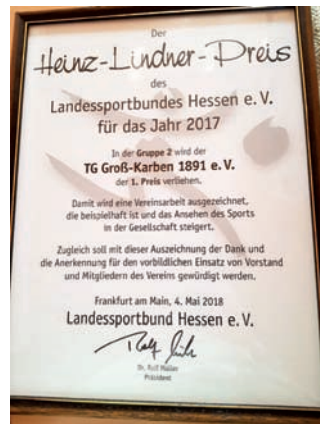 Der
Heinz-Lindner-Preis
des
Landessportbundes Hessen e. V.
für das Jahr 2017
In der Gruppe 2 wird der
TG Groß-Karben 1891 e. V.
der 1. Preis verliehen.
Damit wird eine Vereinsarbeit ausgezeichnet,
die beispielhaft ist und das Ansehen des Sports
in der Gesellschaft steigert.
Zugleich soll mit dieser Auszeichnung der Dank und
die Anerkennung für den vorbildlichen Einsatz von Vorstand
und Mitgliedern des Vereins gewürdigt werden.
Frankfurt am Main, 4. Mai 2018
Landessportbund Hessen e. V.
Dr. Rolf Müller
Präsident